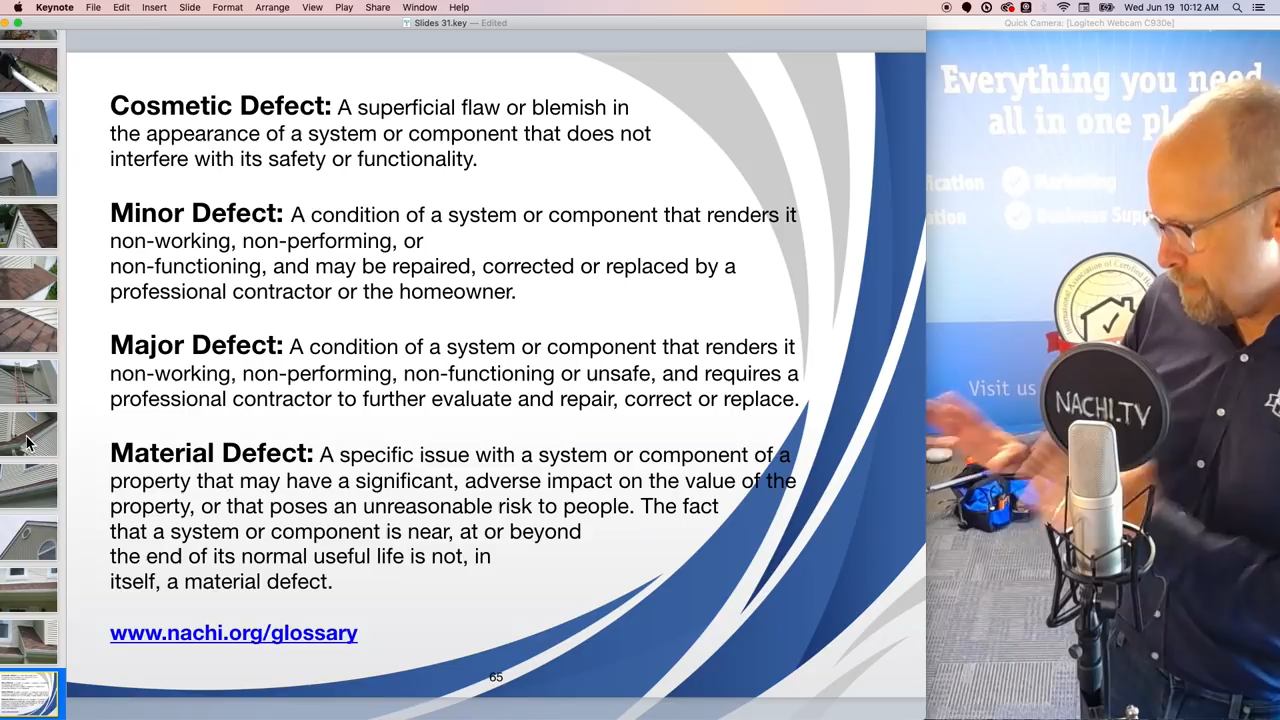 Keynote File Edit Insert Slide Format Arrange View Play Share Window Help Wed Jun 19 10:12 AM
Slides 31.key — Edited
Quick Camera: [Logitech Webcam C930e]
Cosmetic Defect: A superficial flaw or blemish in
the appearance of a system or component that does not
interfere with its safety or functionality.
Minor Defect: A condition of a system or component that renders it
non-working, non-performing, or
non-functioning, and may be repaired, corrected or replaced by a
professional contractor or the homeowner.
Major Defect: A condition of a system or component that renders it
non-working, non-performing, non-functioning or unsafe, and requires a
professional contractor to further evaluate and repair, correct or replace.
Material Defect: A specific issue with a system or component of a
property that may have a significant, adverse impact on the value of the
property, or that poses an unreasonable risk to people. The fact
that a system or component is near, at or beyond
the end of its normal useful life is not, in
itself, a material defect.
www.nachi.org/glossary
65
Everything you need
all in one
Marketing
Business
Visit us
NACHI.TV